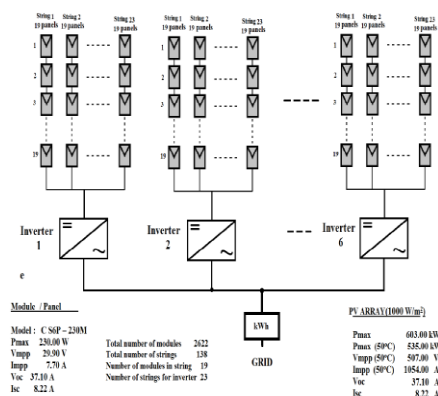 String 1 String 2 String 23
19 panels 19 panels 19 panels
String 1 String 2 String 23
19 panels 19 panels 19 panels
String 1 String 2 String 23
19 panels 19 panels 19 panels
1 1 1
2 2 2
3 3 3
19 19 19
Inverter
1
Inverter
2
Inverter
6
e
kWh
GRID
Module / Panel
Model : C S6P – 230M
Pmax 230.00 W
Vmpp 29.90 V
Impp 7.70 A
Voc 37.10 A
Isc 8.22 A
Total number of modules 2622
Total number of strings 138
Number of modules in string 19
Number of strings for inverter 23
PV ARRAY(1000 W/m²)
Pmax 603.00 kW
Pmax (50ºC) 535.00 kW
Vmpp (50ºC) 507.00 V
Impp (50ºC) 1054.00 A
Voc 37.10 A
Isc 8.22 A